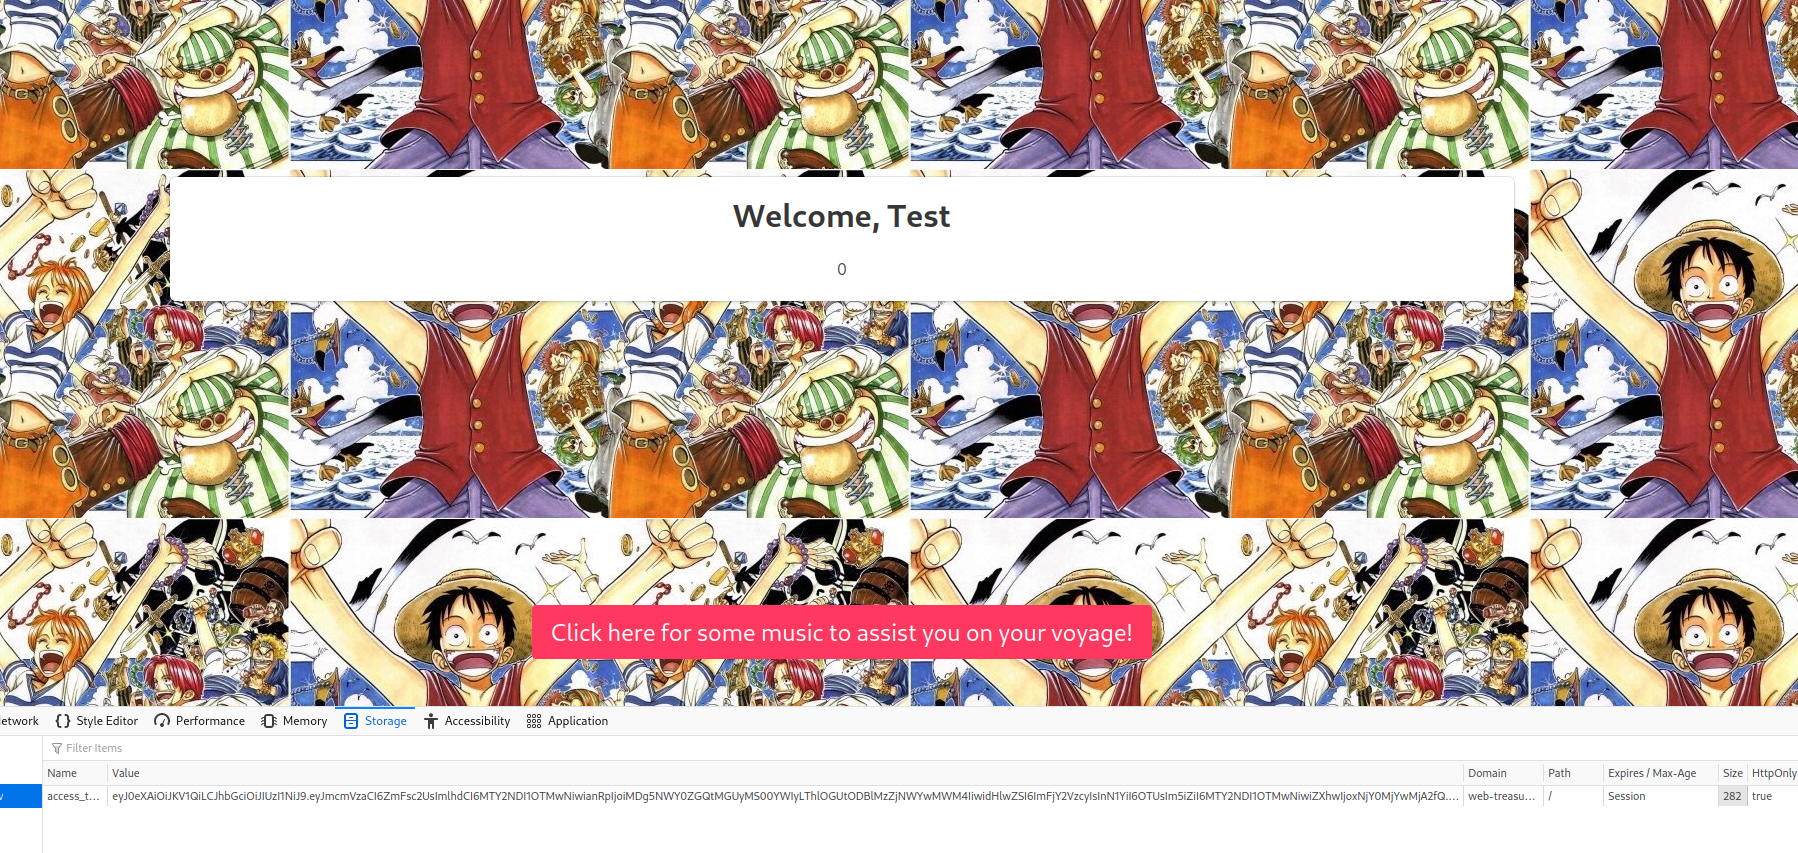 Welcome, Test
0
Click here for some music to assist you on your voyage!
etwork Style Editor Performance Memory Storage Accessibility Application
Filter Items
Name Value Domain Path Expires / Max-Age Size HttpOnly
access_t... web-treasu... / Session 282 true